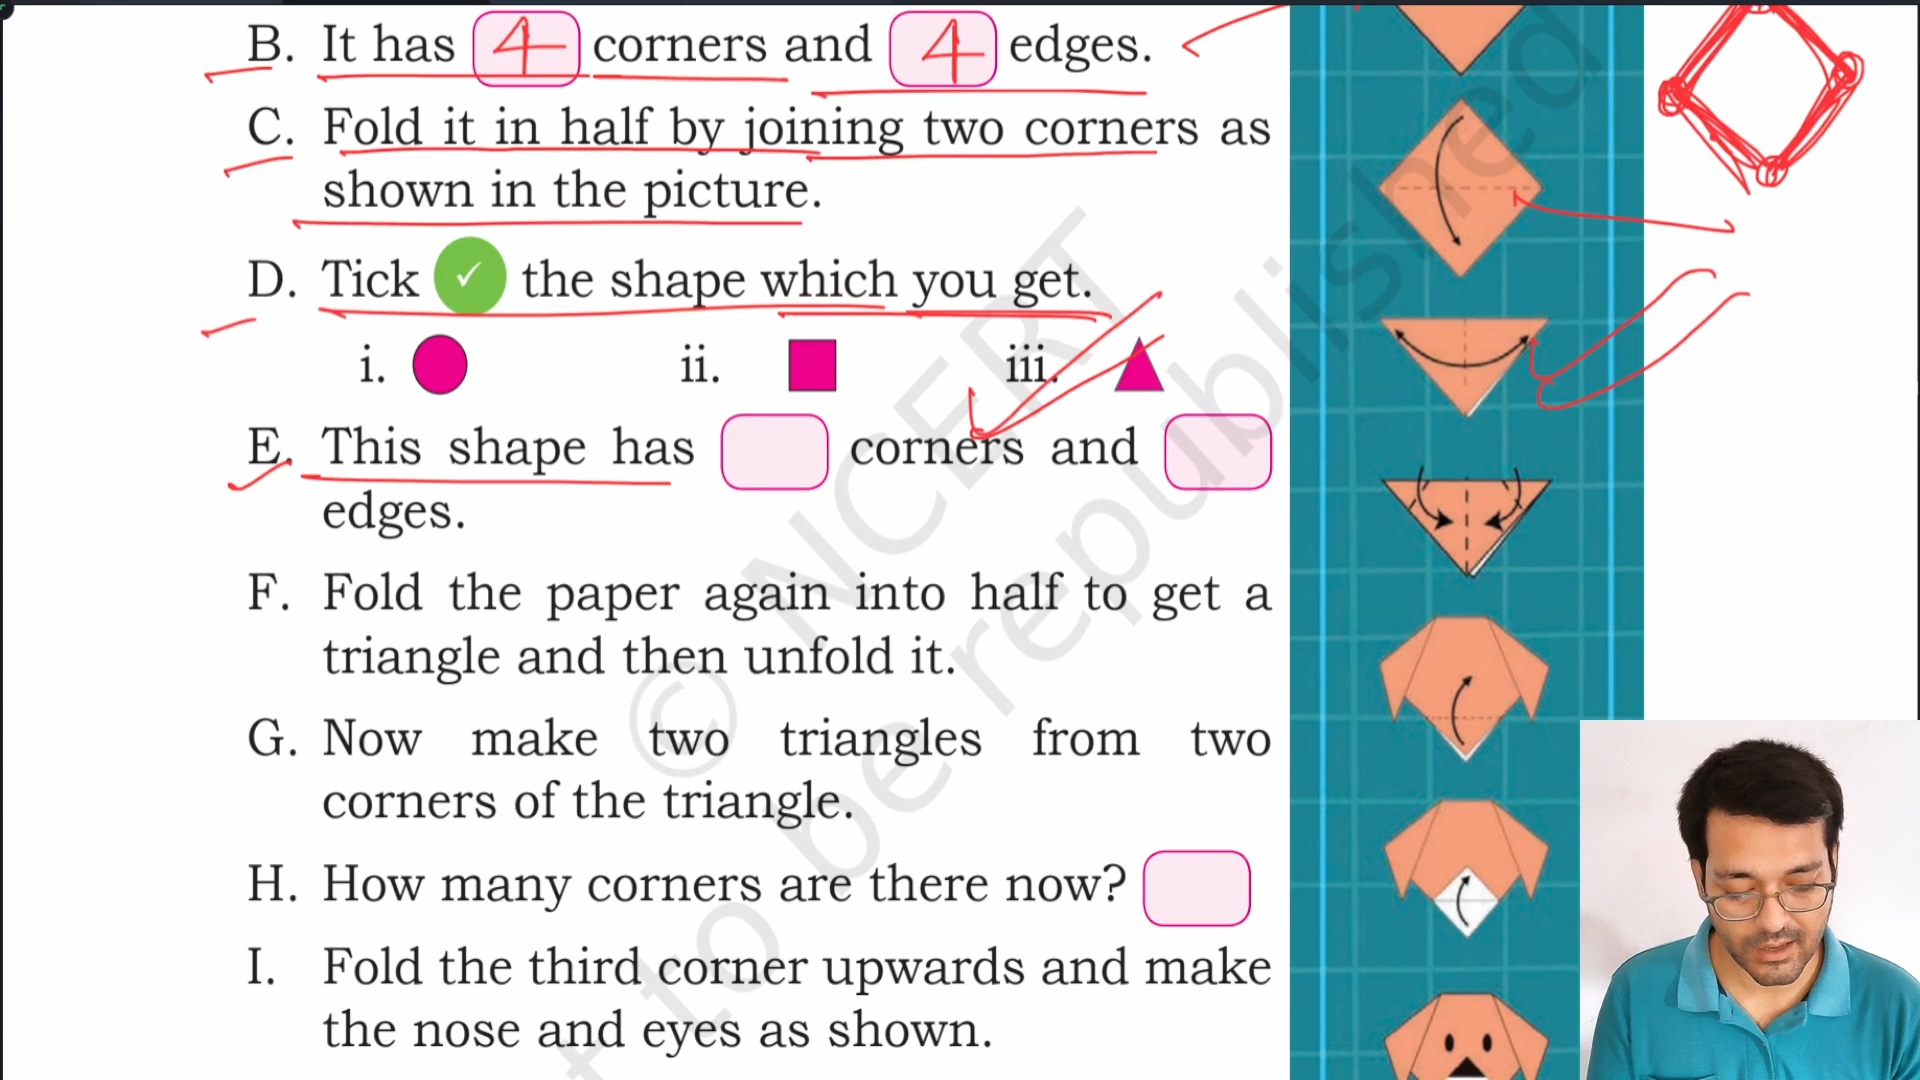 B. It has 4 corners and 4 edges.
C. Fold it in half by joining two corners as
shown in the picture.
D. Tick ✓ the shape which you get.
i. ii. iii.
E. This shape has corners and
edges.
F. Fold the paper again into half to get a
triangle and then unfold it.
G. Now make two triangles from two
corners of the triangle.
H. How many corners are there now?
I. Fold the third corner upwards and make
the nose and eyes as shown.
© NCERT
t to be republished